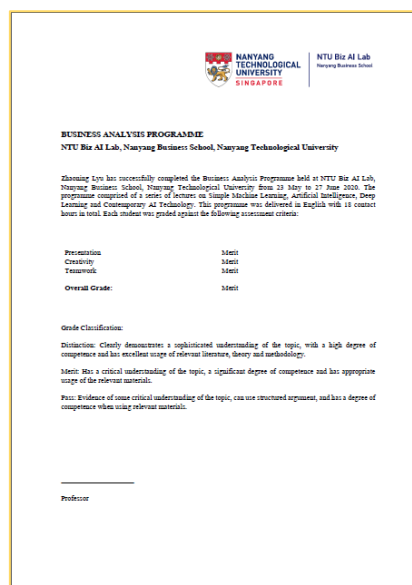 NANYANG
TECHNOLOGICAL
UNIVERSITY
SINGAPORE
NTU Biz AI Lab
Nanyang Business School
BUSINESS ANALYSIS PROGRAMME
NTU Biz AI Lab, Nanyang Business School, Nanyang Technological University
Zhaoning Lyu has successfully completed the Business Analysis Programme held at NTU Biz AI Lab,
Nanyang Business School, Nanyang Technological University from 23 May to 27 June 2020. The
programme comprised of a series of lectures on Simple Machine Learning, Artificial Intelligence, Deep
Learning and Contemporary AI Technology. This programme was delivered in English with 18 contact
hours in total. Each student was graded against the following assessment criteria:
Presentation Merit
Creativity Merit
Teamwork Merit
Overall Grade: Merit
Grade Classification:
Distinction: Clearly demonstrates a sophisticated understanding of the topic, with a high degree of
competence and has excellent usage of relevant literature, theory and methodology.
Merit: Has a critical understanding of the topic, a significant degree of competence and has appropriate
usage of the relevant materials.
Pass: Evidence of some critical understanding of the topic, can use structured argument, and has a degree of
competence when using relevant materials.
Professor